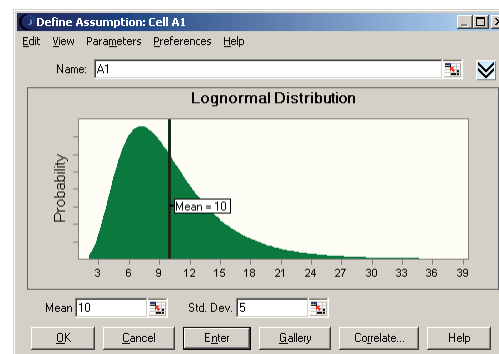 Define Assumption: Cell A1
Edit View Parameters Preferences Help
Name: A1
Lognormal Distribution
Probability
Mean = 10
3 6 9 12 15 18 21 24 27 30 33 36 39
Mean 10 Std. Dev. 5
OK Cancel Enter Gallery Correlate... Help